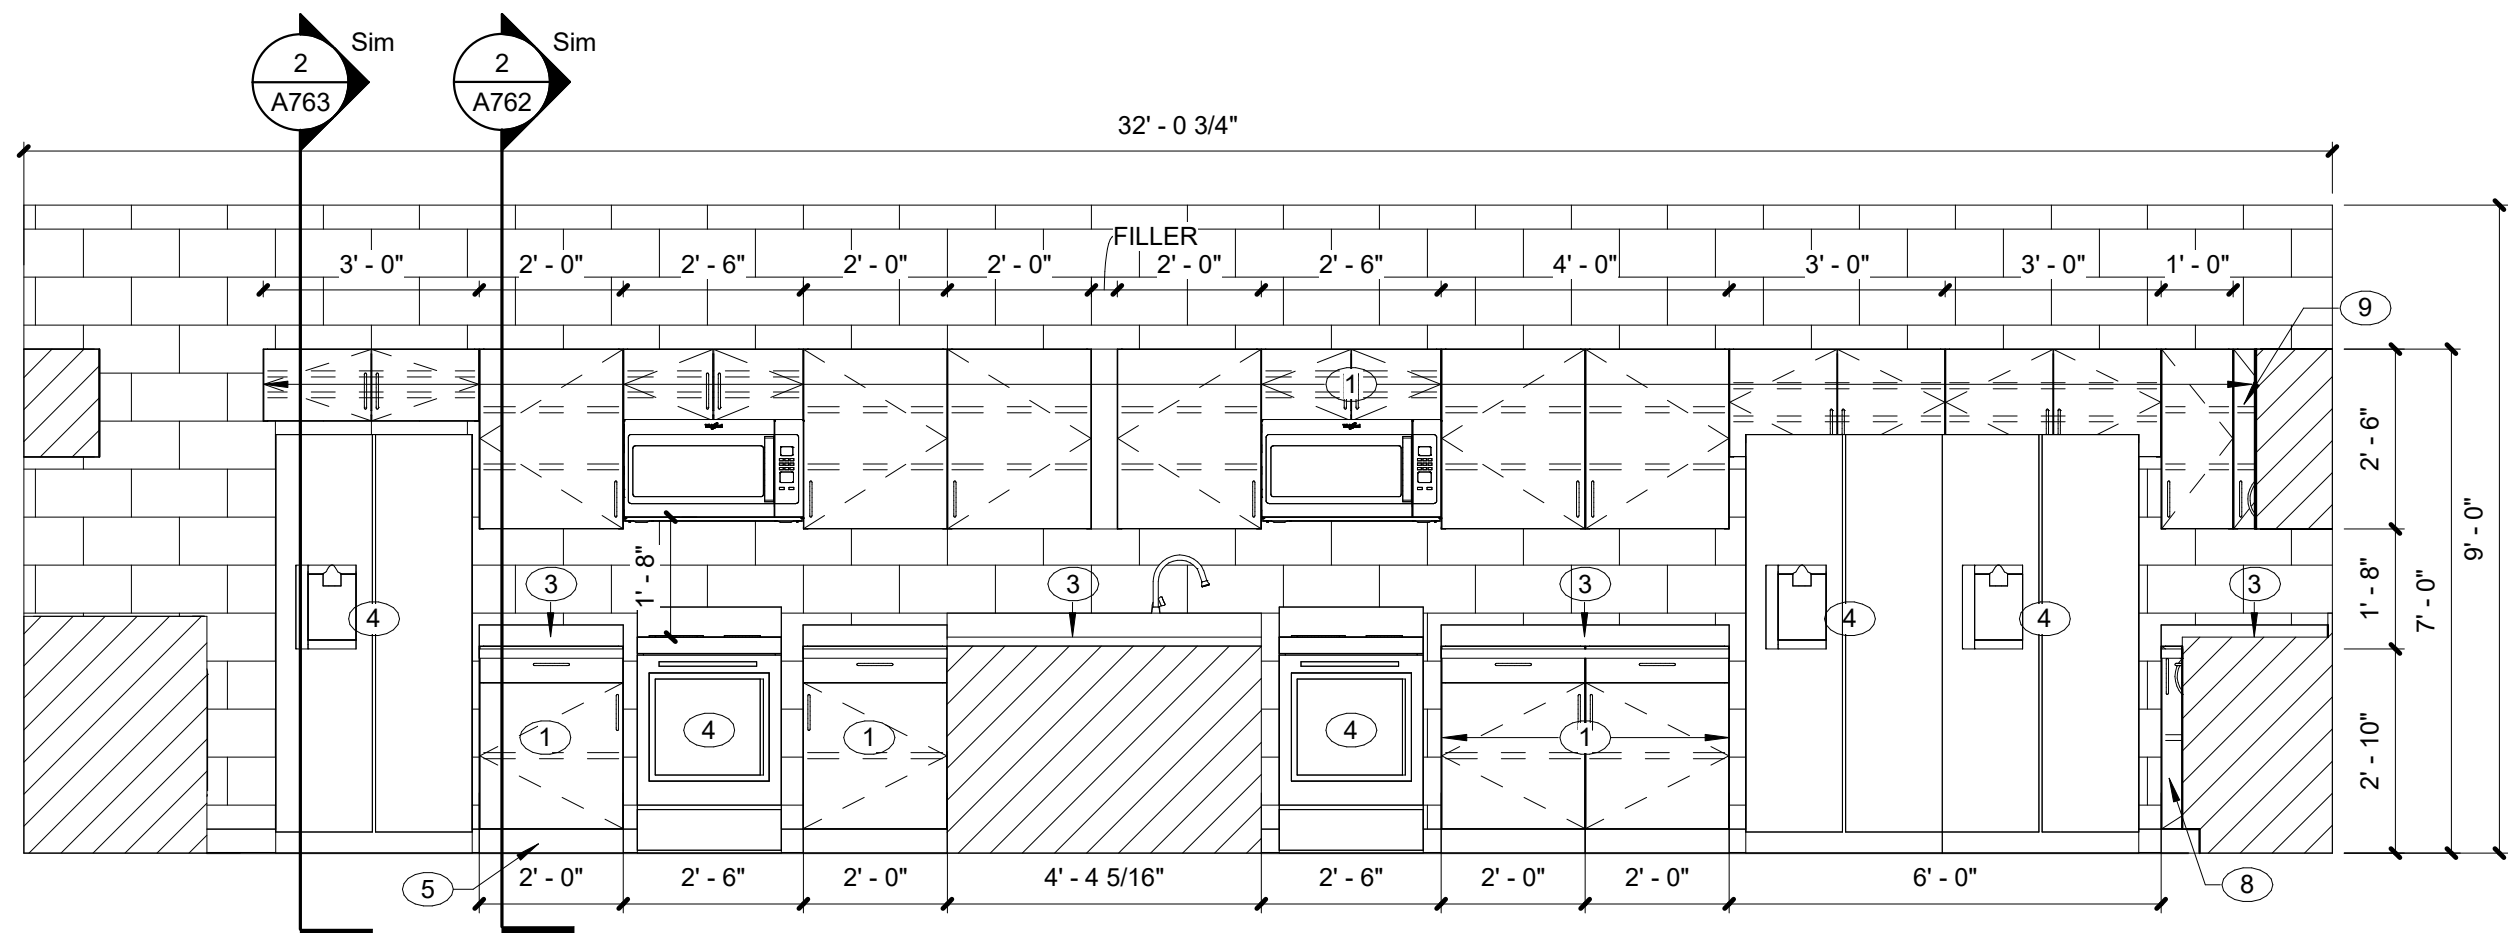 Sim
Sim
2
2
A763
A762
32' - 0 3/4"
FILLER
3' - 0"
2' - 0"
2' - 6"
2' - 0"
2' - 0"
2' - 0"
2' - 6"
4' - 0"
3' - 0"
3' - 0"
1' - 0"
9
1
2' - 6"
9' - 0"
1' - 8"
3
3
3
3
1' - 8"
7' - 0"
4
4
4
1
4
1
4
1
2' - 10"
5
2' - 0"
2' - 6"
2' - 0"
4' - 4 5/16"
2' - 6"
2' - 0"
2' - 0"
6' - 0"
8